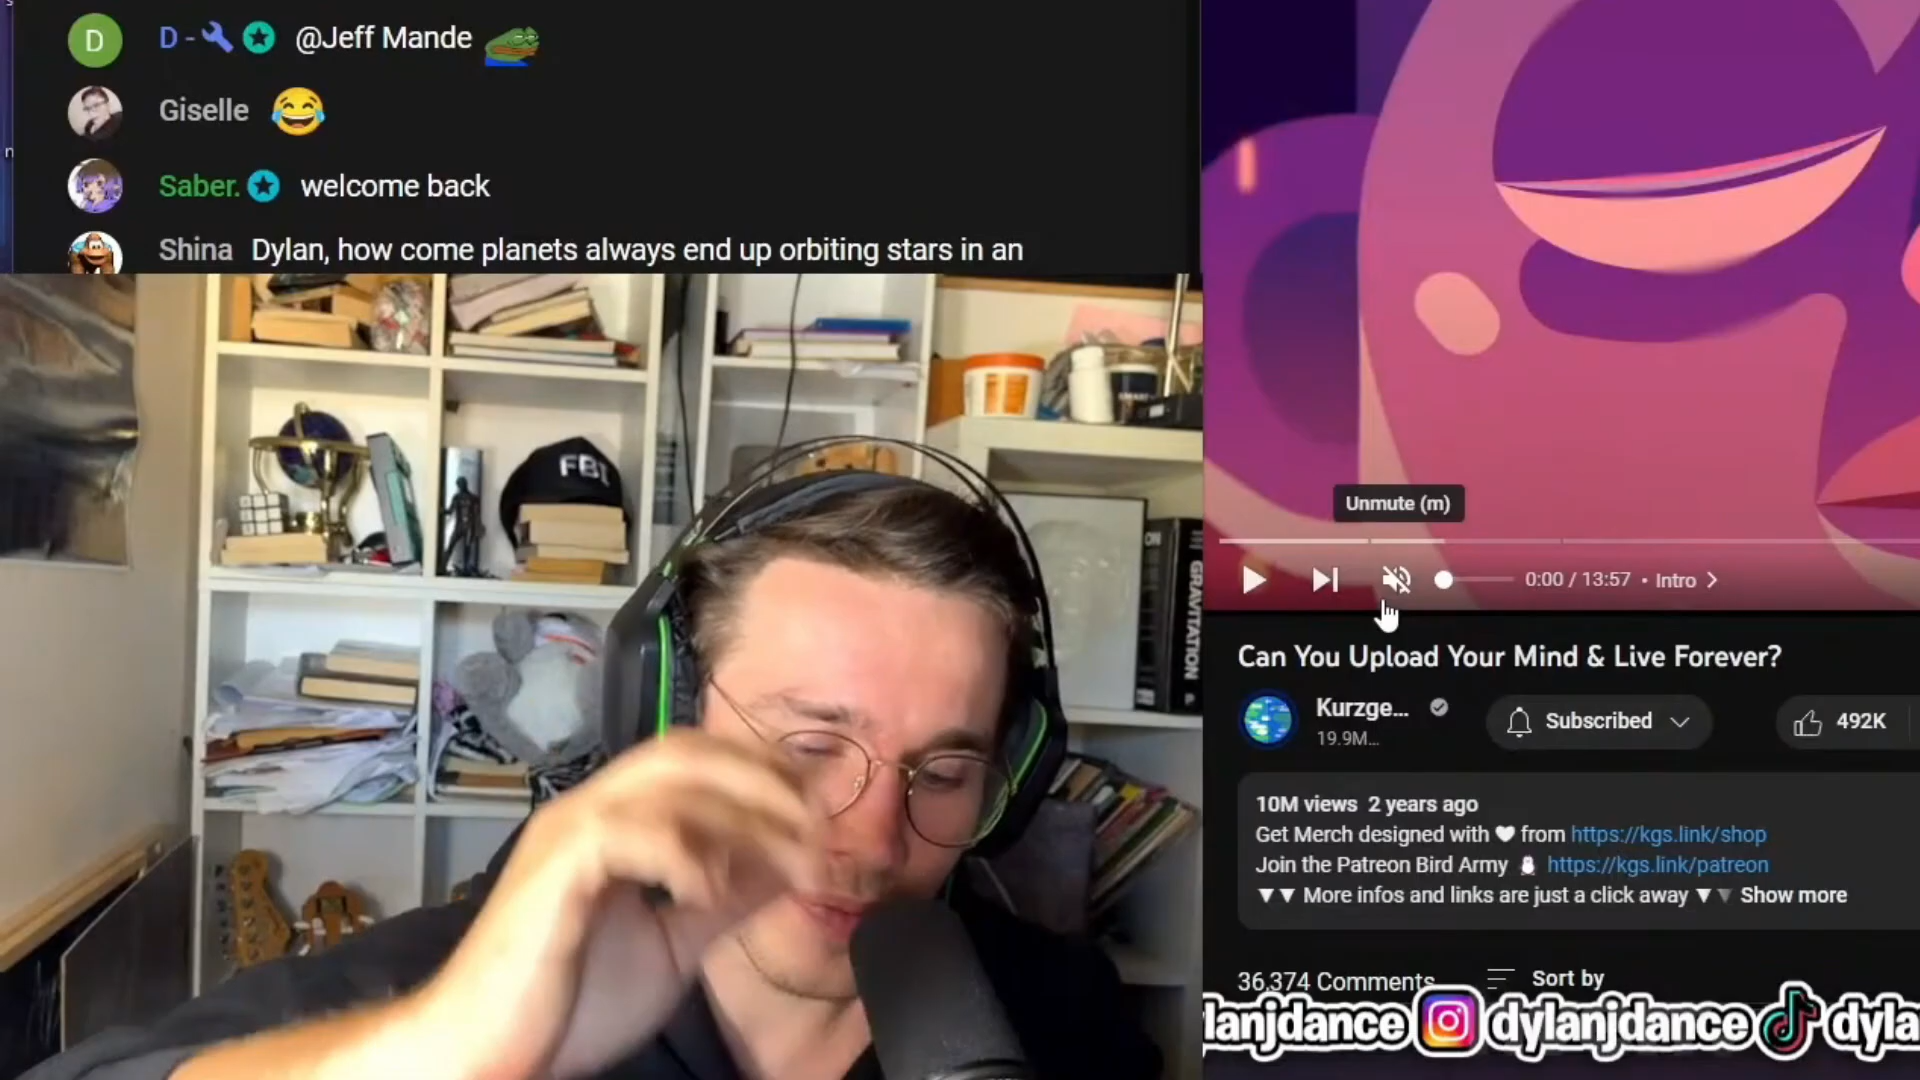 D D - @Jeff Mande
Giselle 😂
Saber. welcome back
Shina Dylan, how come planets always end up orbiting stars in an
n
FBI
ON
GRAVITATION
Unmute (m)
0:00 / 13:57 • Intro
Can You Upload Your Mind & Live Forever?
Kurzge...
19.9M...
Subscribed
492K
10M views 2 years ago
Get Merch designed with ♥ from https://kgs.link/shop
Join the Patreon Bird Army https://kgs.link/patreon
▼▼ More infos and links are just a click away ▼▼ Show more
36,374 Comments
Sort by
lanjdance dylanjdance dyla